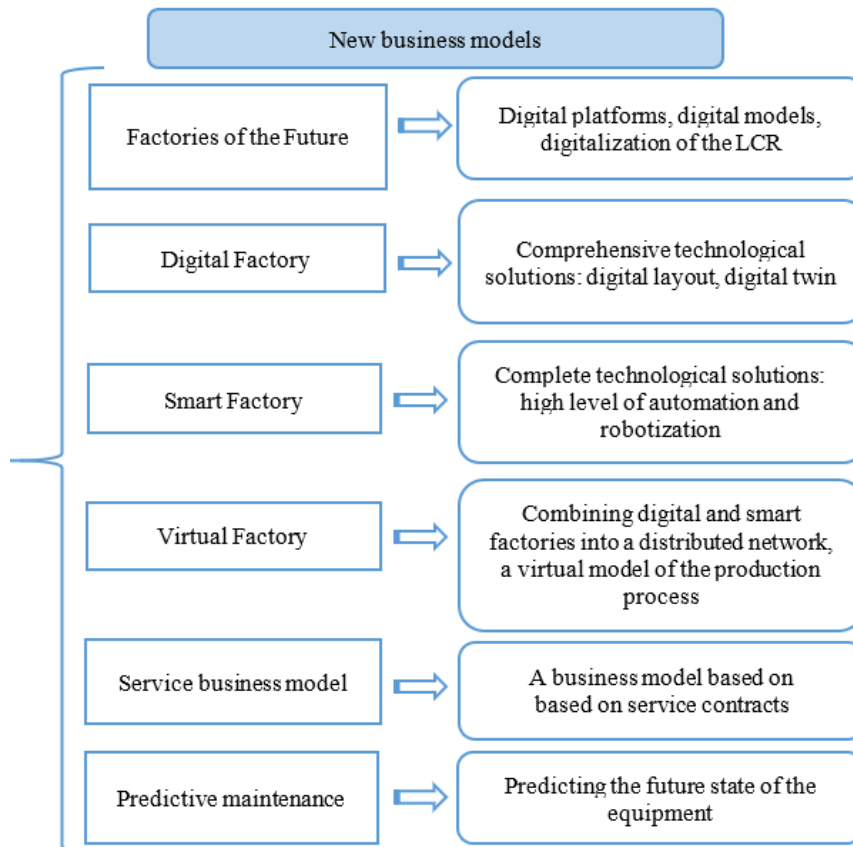 New business models
Factories of the Future
Digital platforms, digital models,
digitalization of the LCR
Digital Factory
Comprehensive technological
solutions: digital layout, digital twin
Smart Factory
Complete technological solutions:
high level of automation and
robotization
Virtual Factory
Combining digital and smart
factories into a distributed network,
a virtual model of the production
process
Service business model
A business model based on
based on service contracts
Predictive maintenance
Predicting the future state of the
equipment